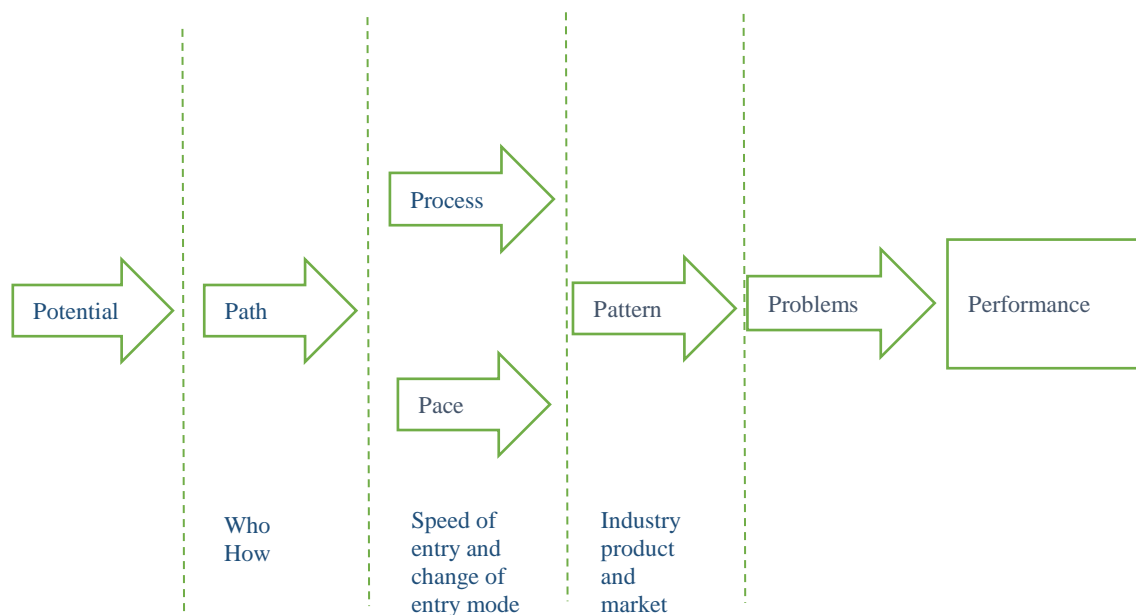 Process
Potential
Path
Pattern
Problems
Performance
Pace
Who
How
Speed of
entry and
change of
entry mode
Industry
product
and
market